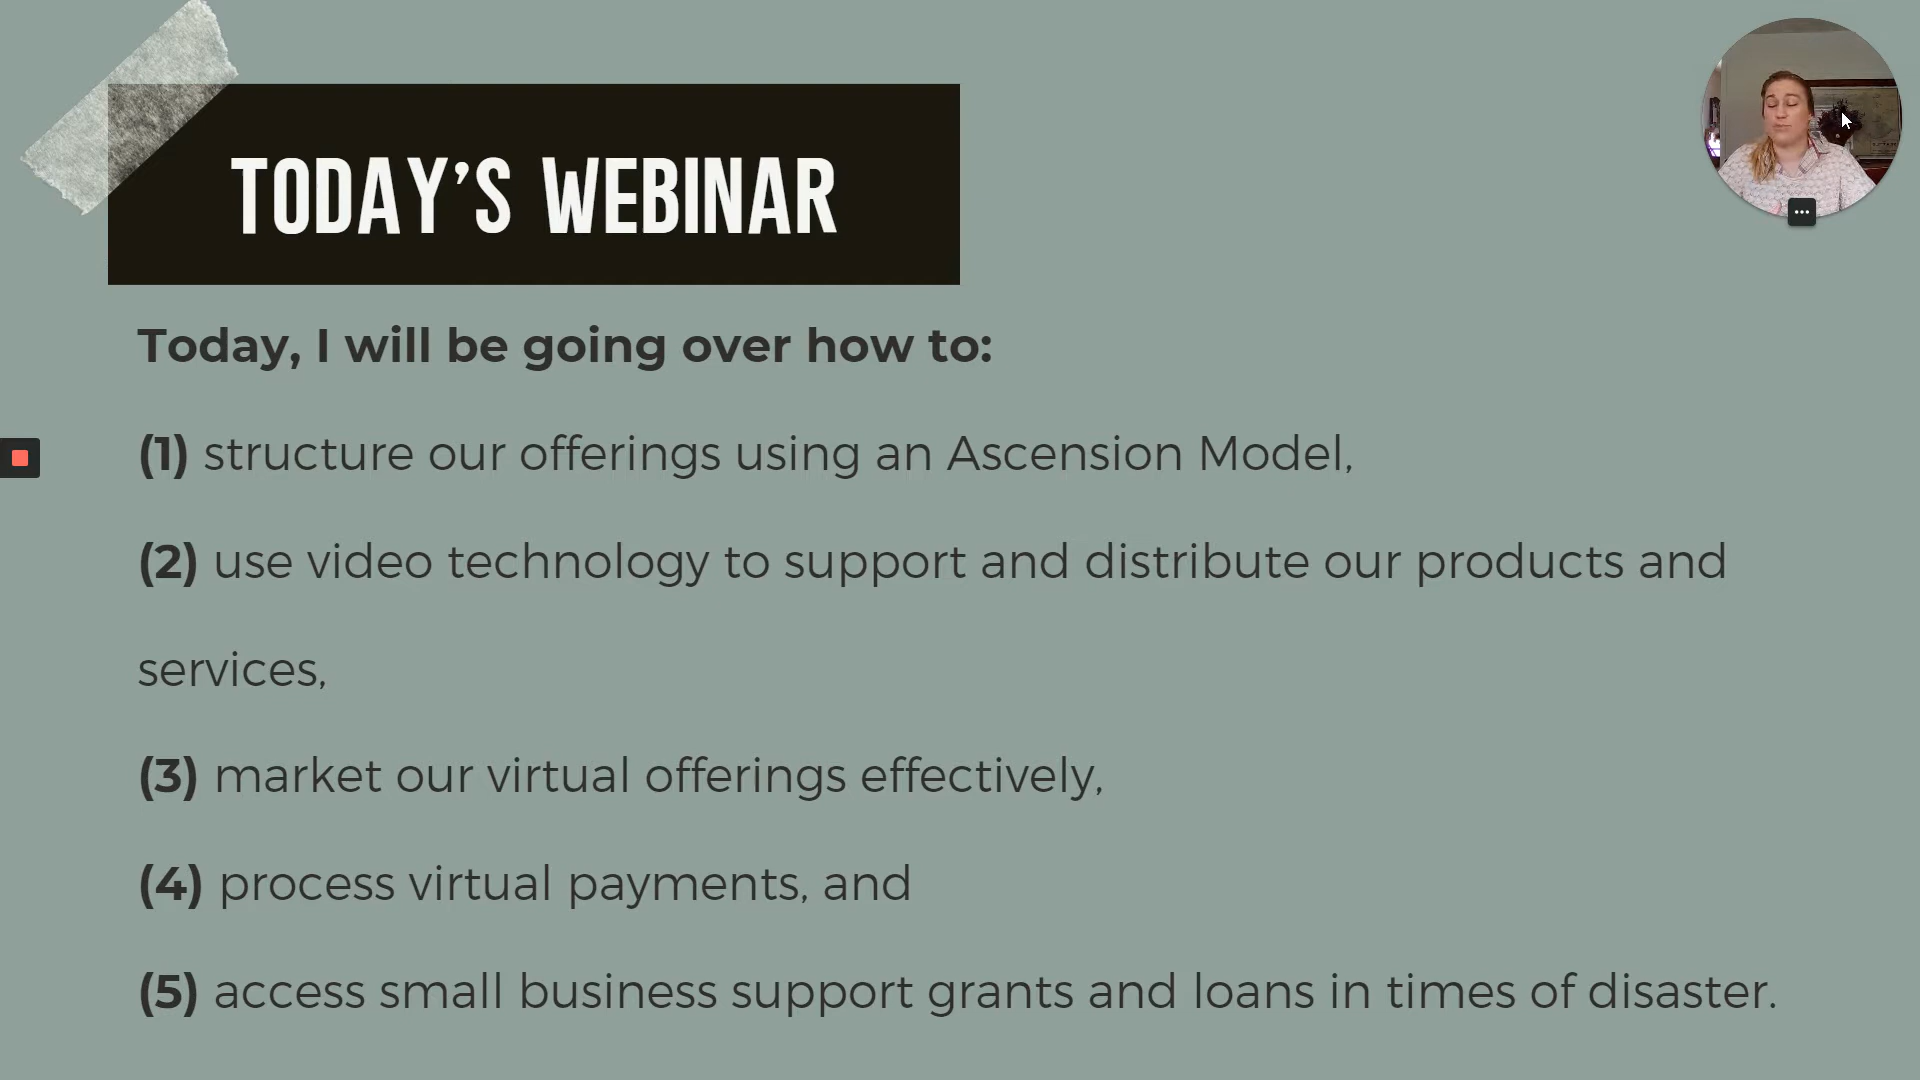 TODAY'S WEBINAR
Today, I will be going over how to:
(1) structure our offerings using an Ascension Model,
(2) use video technology to support and distribute our products and
services,
(3) market our virtual offerings effectively,
(4) process virtual payments, and
(5) access small business support grants and loans in times of disaster.